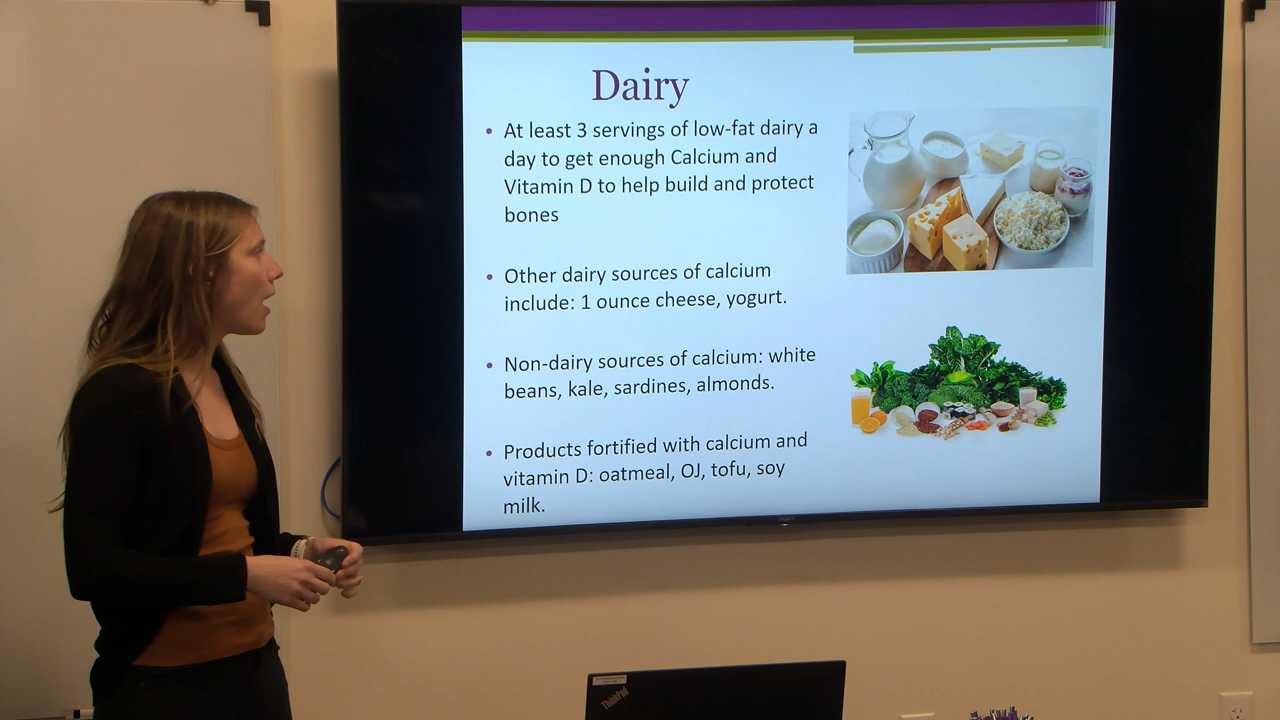 Dairy
• At least 3 servings of low-fat dairy a
day to get enough Calcium and
Vitamin D to help build and protect
bones
• Other dairy sources of calcium
include: 1 ounce cheese, yogurt.
• Non-dairy sources of calcium: white
beans, kale, sardines, almonds.
• Products fortified with calcium and
vitamin D: oatmeal, OJ, tofu, soy
milk.
ThinkPad